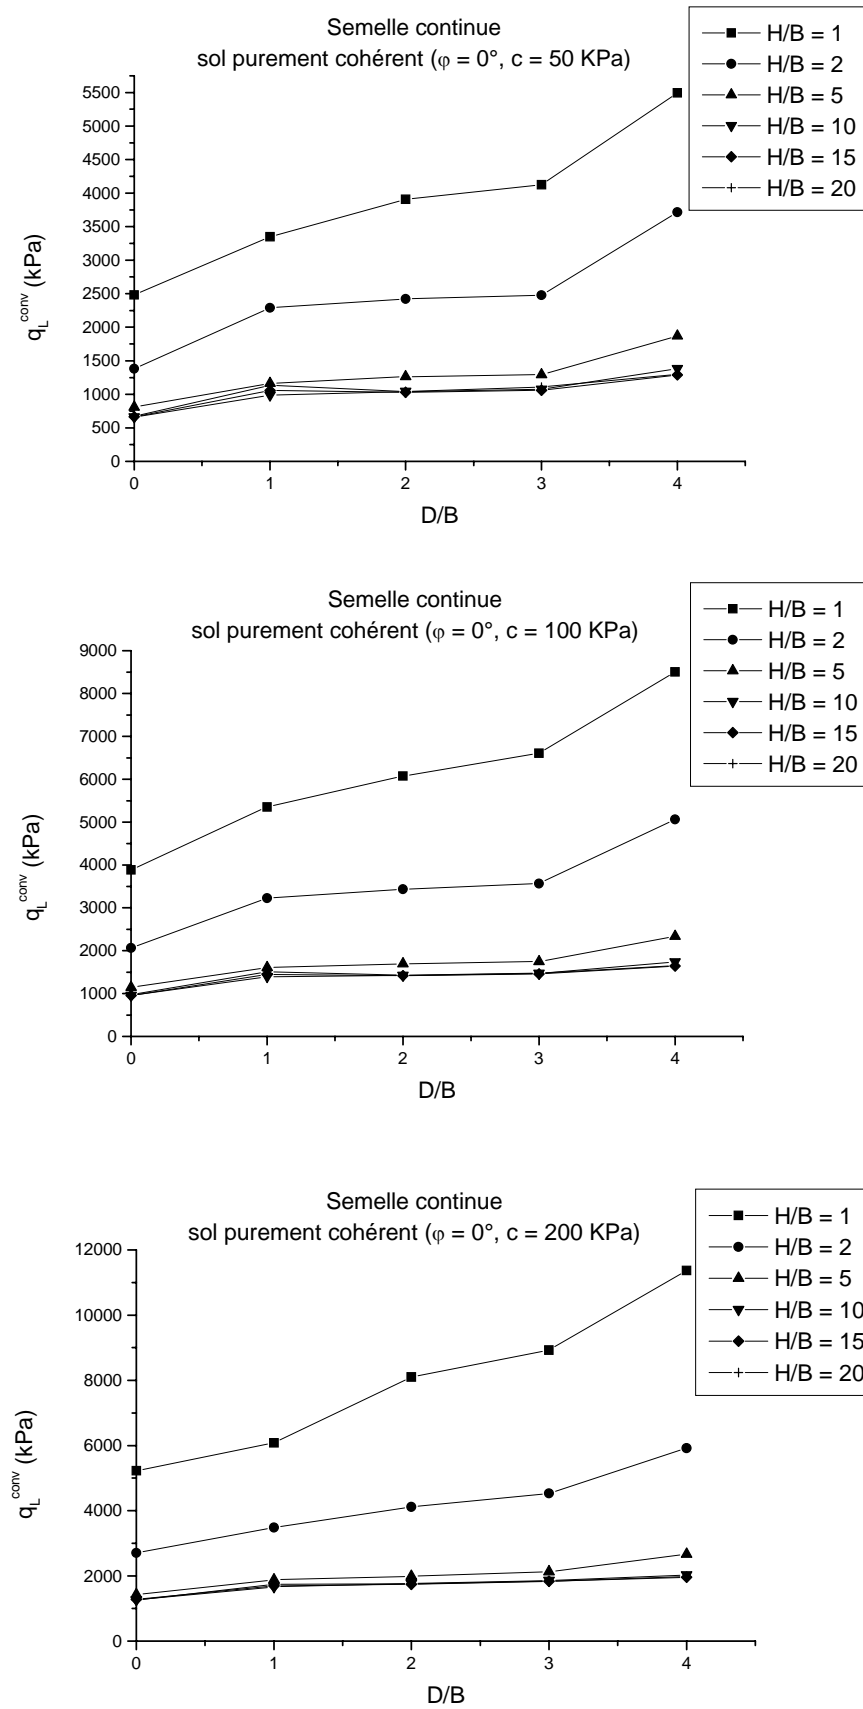 Semelle continue
sol purement cohérent (φ = 0°, c = 50 KPa)
H/B = 1
H/B = 2
H/B = 5
H/B = 10
H/B = 15
H/B = 20
5500
5000
4500
4000
3500
3000
2500
2000
1500
1000
500
0
q_L^conv (kPa)
0 1 2 3 4
D/B
Semelle continue
sol purement cohérent (φ = 0°, c = 100 KPa)
H/B = 1
H/B = 2
H/B = 5
H/B = 10
H/B = 15
H/B = 20
9000
8000
7000
6000
5000
4000
3000
2000
1000
0
q_L^conv (kPa)
0 1 2 3 4
D/B
Semelle continue
sol purement cohérent (φ = 0°, c = 200 KPa)
H/B = 1
H/B = 2
H/B = 5
H/B = 10
H/B = 15
H/B = 20
12000
10000
8000
6000
4000
2000
0
q_L^conv (kPa)
0 1 2 3 4
D/B